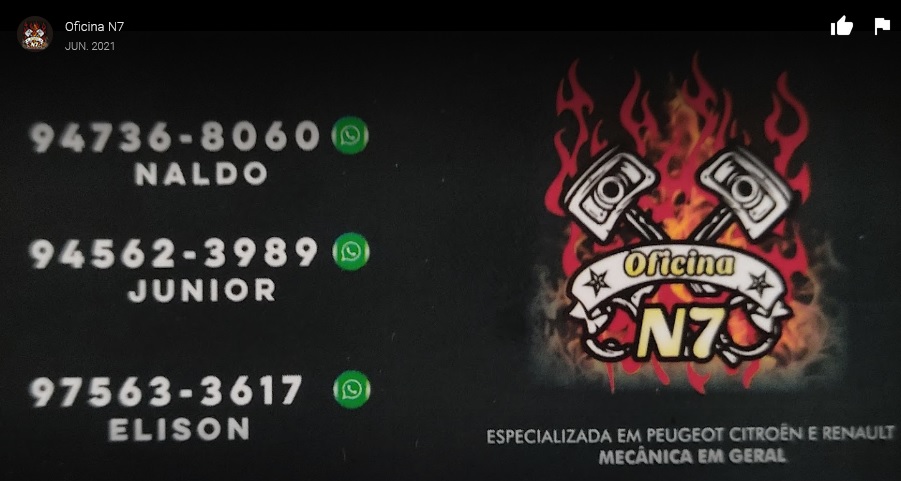 Oficina N7
JUN. 2021
94736-8060
NALDO
94562-3989
JUNIOR
97563-3617
ELISON
Oficina
N7
ESPECIALIZADA EM PEUGEOT CITROËN E RENAULT
MECÂNICA EM GERAL